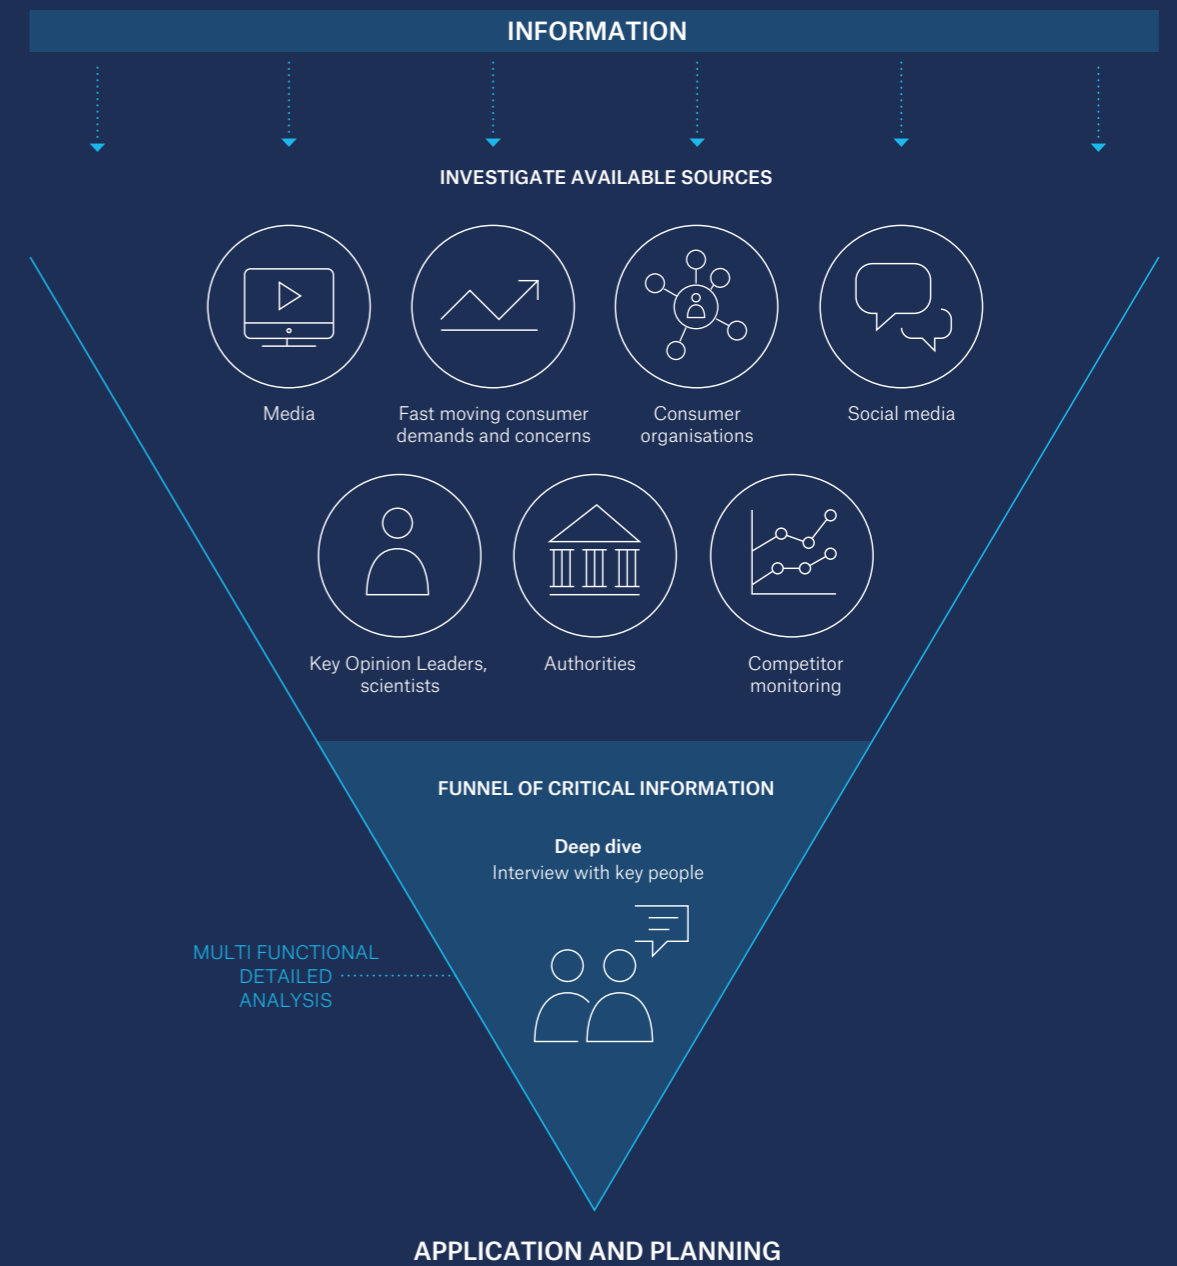 INFORMATION
INVESTIGATE AVAILABLE SOURCES
Media
Fast moving consumer
demands and concerns
Consumer
organisations
Social media
Key Opinion Leaders,
scientists
Authorities
Competitor
monitoring
FUNNEL OF CRITICAL INFORMATION
Deep dive
Interview with key people
MULTI FUNCTIONAL
DETAILED
ANALYSIS
APPLICATION AND PLANNING